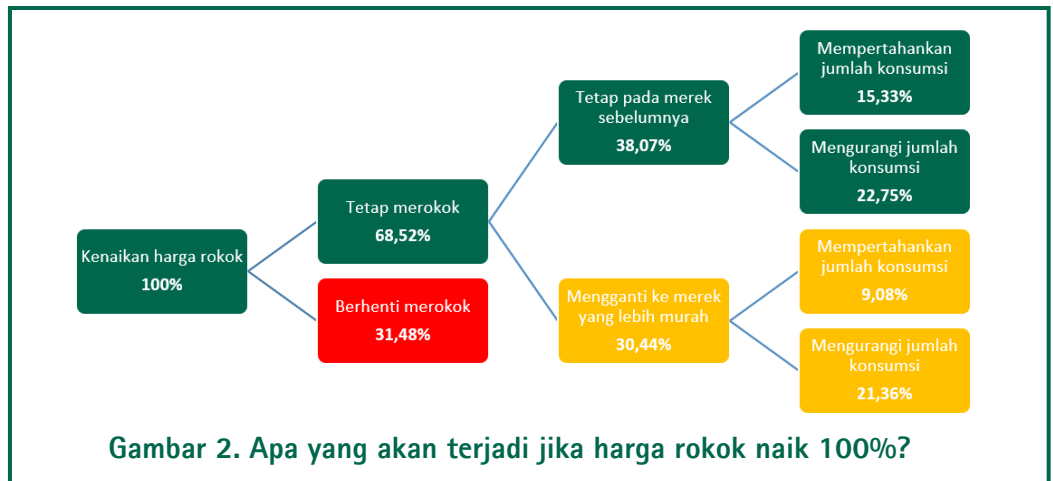 Kenaikan harga rokok
100%
Tetap merokok
68,52%
Berhenti merokok
31,48%
Tetap pada merek
sebelumnya
38,07%
Mengganti ke merek
yang lebih murah
30,44%
Mempertahankan
jumlah konsumsi
15,33%
Mengurangi jumlah
konsumsi
22,75%
Mempertahankan
jumlah konsumsi
9,08%
Mengurangi jumlah
konsumsi
21,36%
Gambar 2. Apa yang akan terjadi jika harga rokok naik 100%?